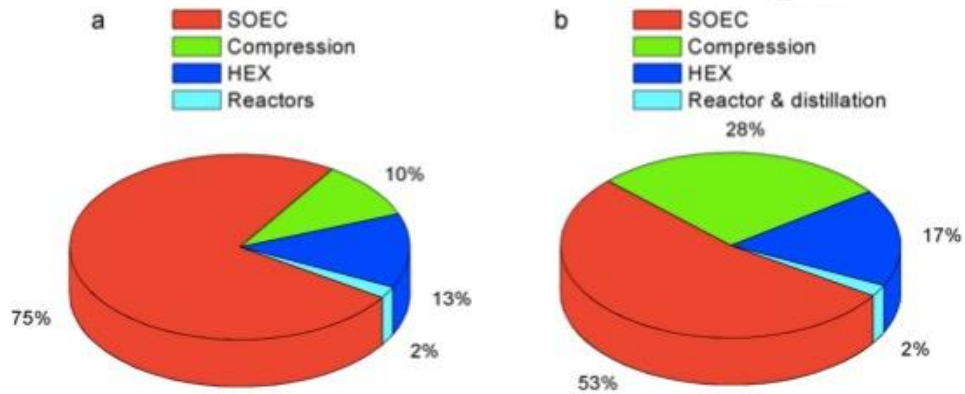 a
SOEC
Compression
HEX
Reactors
10%
13%
2%
75%
b
SOEC
Compression
HEX
Reactor & distillation
28%
17%
2%
53%